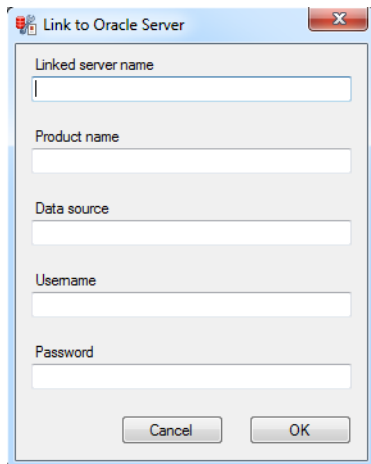 Link to Oracle Server
Linked server name
Product name
Data source
Username
Password
Cancel OK